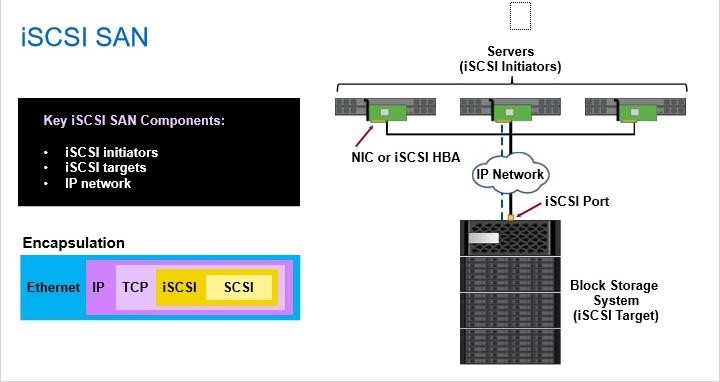 iSCSI SAN
Servers
(iSCSI Initiators)
Key iSCSI SAN Components:
• iSCSI initiators
• iSCSI targets
• IP network
NIC or iSCSI HBA
IP Network
iSCSI Port
Encapsulation
Ethernet IP TCP iSCSI SCSI
Block Storage
System
(iSCSI Target)